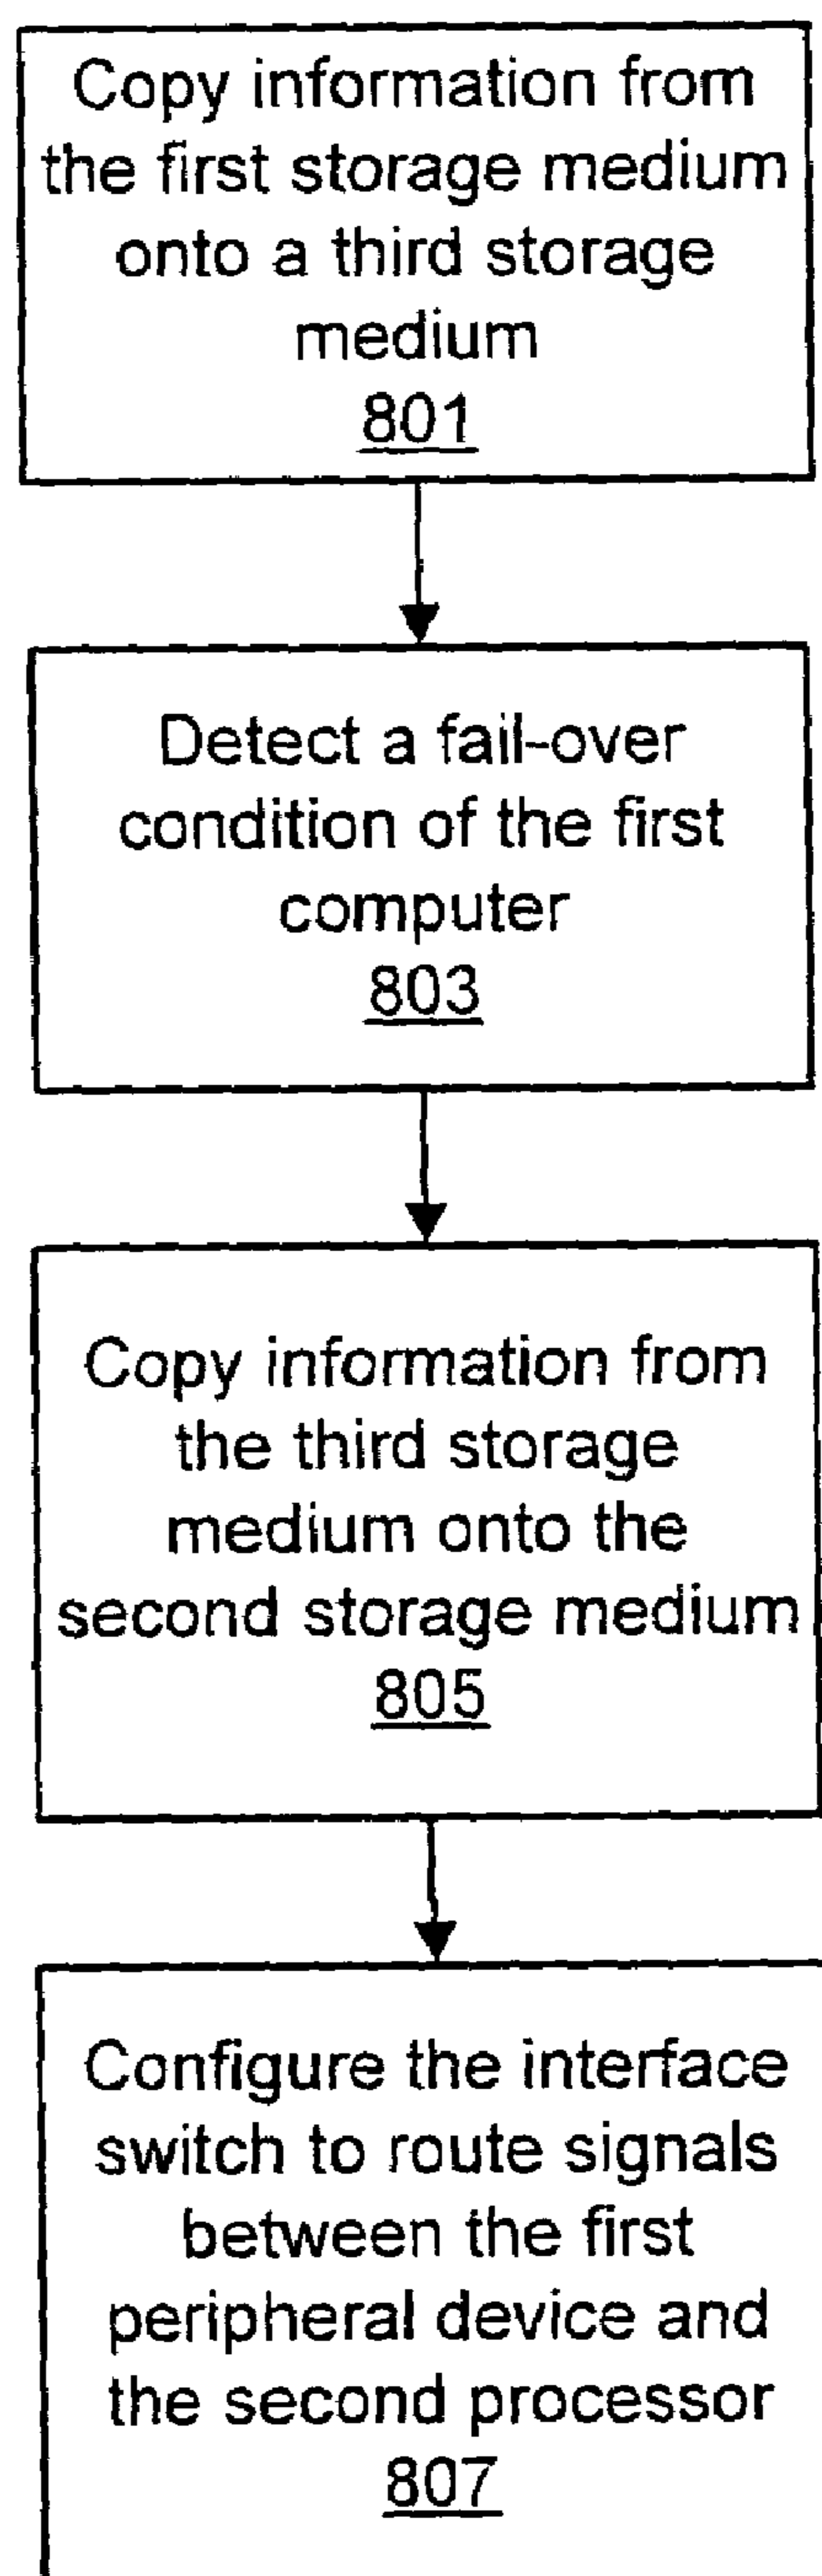 Copy information from
the first storage medium
onto a third storage
medium
801
Detect a fail-over
condition of the first
computer
803
Copy information from
the third storage
medium onto the
second storage medium
805
Configure the interface
switch to route signals
between the first
peripheral device and
the second processor
807